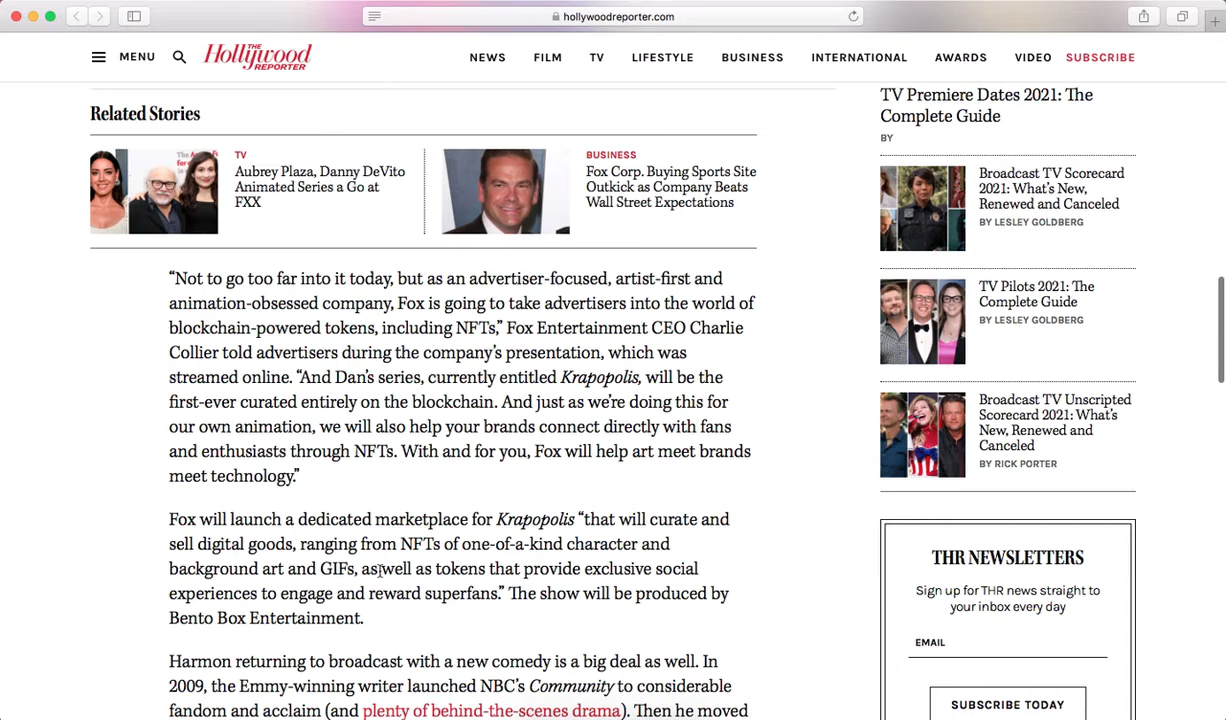 hollywoodreporter.com
MENU
THE Hollywood REPORTER
NEWS FILM TV LIFESTYLE BUSINESS INTERNATIONAL AWARDS VIDEO SUBSCRIBE
Related Stories
TV
Aubrey Plaza, Danny DeVito
Animated Series a Go at
FXX
BUSINESS
Fox Corp. Buying Sports Site
Outkick as Company Beats
Wall Street Expectations
“Not to go too far into it today, but as an advertiser-focused, artist-first and
animation-obsessed company, Fox is going to take advertisers into the world of
blockchain-powered tokens, including NFTs,” Fox Entertainment CEO Charlie
Collier told advertisers during the company’s presentation, which was
streamed online. “And Dan’s series, currently entitled Krapopolis, will be the
first-ever curated entirely on the blockchain. And just as we’re doing this for
our own animation, we will also help your brands connect directly with fans
and enthusiasts through NFTs. With and for you, Fox will help art meet brands
meet technology.”
Fox will launch a dedicated marketplace for Krapopolis “that will curate and
sell digital goods, ranging from NFTs of one-of-a-kind character and
background art and GIFs, as well as tokens that provide exclusive social
experiences to engage and reward superfans.” The show will be produced by
Bento Box Entertainment.
Harmon returning to broadcast with a new comedy is a big deal as well. In
2009, the Emmy-winning writer launched NBC’s Community to considerable
fandom and acclaim (and plenty of behind-the-scenes drama). Then he moved
TV Premiere Dates 2021: The
Complete Guide
BY
Broadcast TV Scorecard
2021: What’s New,
Renewed and Canceled
BY LESLEY GOLDBERG
TV Pilots 2021: The
Complete Guide
BY LESLEY GOLDBERG
Broadcast TV Unscripted
Scorecard 2021: What’s
New, Renewed and
Canceled
BY RICK PORTER
THR NEWSLETTERS
Sign up for THR news straight to
your inbox every day
EMAIL
SUBSCRIBE TODAY